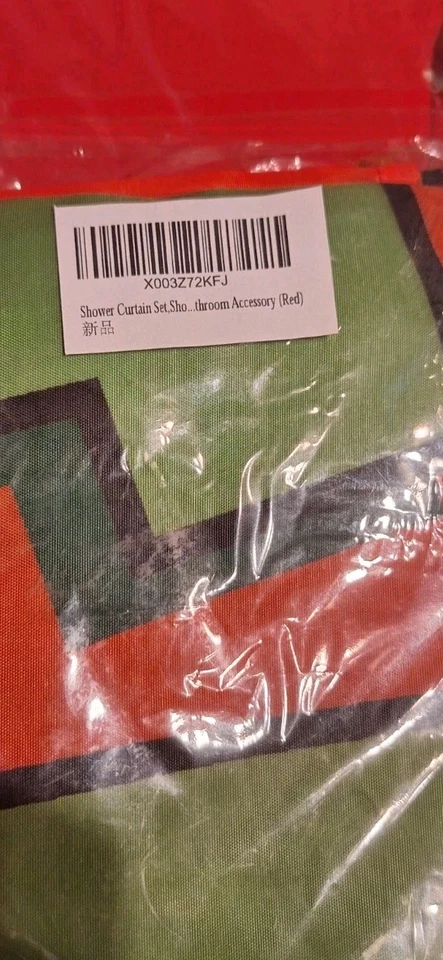 X003Z72KFJ
Shower Curtain Set,Sho...throom Accessory (Red)
新品